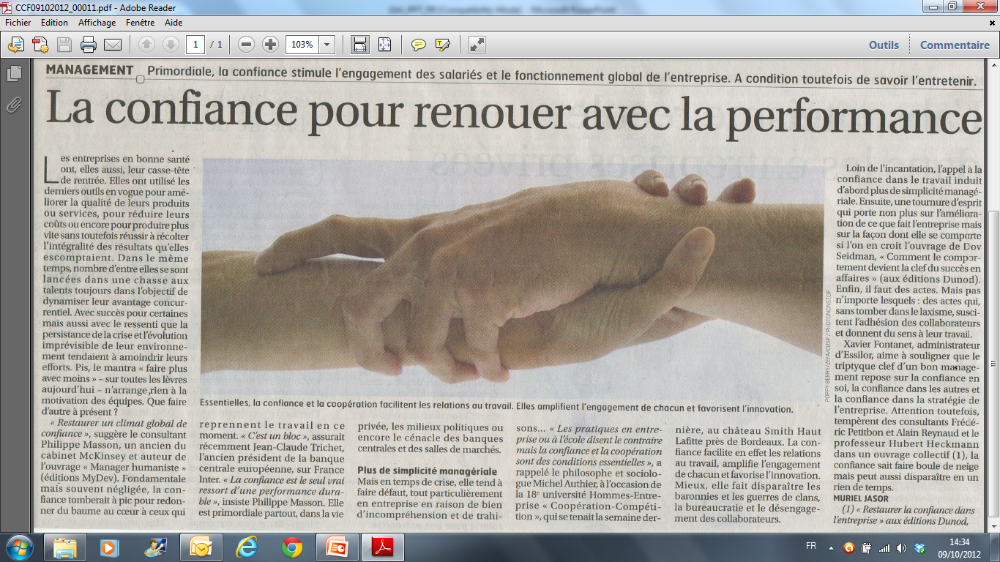 CCF09102012_00011.pdf - Adobe Reader
Fichier Edition Affichage Fenêtre Aide
1 / 1 103% Outils Commentaire
MANAGEMENT Primordiale, la confiance stimule l'engagement des salariés et le fonctionnement global de l'entreprise. A condition toutefois de savoir l'entretenir.
La confiance pour renouer avec la performance
Les entreprises en bonne santé
ont, elles aussi, leur casse-tête
de rentrée. Elles ont utilisé les
derniers outils en vogue pour amé-
liorer la qualité de leurs produits
ou services, pour réduire leurs
coûts ou encore pour produire plus
vite sans toutefois réussir à récolter
l'intégralité des résultats qu'elles
escomptaient. Dans le même
temps, nombre d'entre elles se sont
lancées dans une chasse aux
talents toujours dans l'objectif de
dynamiser leur avantage concur-
rentiel. Avec succès pour certaines
mais aussi avec le ressenti que la
persistance de la crise et l'évolution
imprévisible de leur environne-
ment tendaient à amoindrir leurs
efforts. Pis, le mantra « faire plus
avec moins » – sur toutes les lèvres
aujourd'hui – n'arrange rien à la
motivation des équipes. Que faire
d'autre à présent ?
« Restaurer un climat global de
confiance », suggère le consultant
Philippe Masson, un ancien du
cabinet McKinsey et auteur de
l'ouvrage « Manager humaniste »
(éditions MyDev). Fondamentale
mais souvent négligée, la con-
fiance tomberait à pic pour redon-
ner du baume au cœur à ceux qui
POPPY BERRY/ZEFA/CUSP / PHOTONONSTOP
Essentielles, la confiance et la coopération facilitent les relations au travail. Elles amplifient l'engagement de chacun et favorisent l'innovation.
reprennent le travail en ce
moment. « C'est un bloc », assurait
récemment Jean-Claude Trichet,
l'ancien président de la banque
centrale européenne, sur France
Inter. « La confiance est le seul vrai
ressort d'une performance dura-
ble », insiste Philippe Masson. Elle
est primordiale partout, dans la vie
privée, les milieux politiques ou
encore le cénacle des banques
centrales et des salles de marchés.
Plus de simplicité managériale
Mais en temps de crise, elle tend à
faire défaut, tout particulièrement
en entreprise en raison de bien
d'incompréhension et de trahi-
sons... « Les pratiques en entre-
prise ou à l'école disent le contraire
mais la confiance et la coopération
sont des conditions essentielles », a
rappelé le philosophe et sociolo-
gue Michel Authier, à l'occasion de
la 18e université Hommes-Entre-
prise « Coopération-Compéti-
tion », qui se tenait la semaine der-
nière, au château Smith Haut
Lafitte près de Bordeaux. La con-
fiance facilite en effet les relations
au travail, amplifie l'engagement
de chacun et favorise l'innovation.
Mieux, elle fait disparaître les
baronnies et les guerres de clans,
la bureaucratie et le désengage-
ment des collaborateurs.
Loin de l'incantation, l'appel à la
confiance dans le travail induit
d'abord plus de simplicité managé-
riale. Ensuite, une tournure d'esprit
qui porte non plus sur l'améliora-
tion de ce que fait l'entreprise mais
sur la façon dont elle se comporte
si l'on en croit l'ouvrage de Dov
Seidman, « Comment le compor-
tement devient la clef du succès en
affaires » (aux éditions Dunod).
Enfin, il faut des actes. Mais pas
n'importe lesquels : des actes qui,
sans tomber dans le laxisme, susci-
tent l'adhésion des collaborateurs
et donnent du sens à leur travail.
Xavier Fontanet, administrateur
d'Essilor, aime à souligner que le
triptyque clef d'un bon manage-
ment repose sur la confiance en
soi, la confiance dans les autres et
la confiance dans la stratégie de
l'entreprise. Attention toutefois,
tempèrent des consultants Frécé-
ric Petitbon et Alain Reynaud et le
professeur Hubert Heckmann
dans un ouvrage collectif (1), la
confiance sait faire boule de neige
mais peut aussi disparaître en un
rien de temps.
MURIEL JASOR
(1) « Restaurer la confiance dans
l'entreprise » aux éditions Dunod,
FR 14:34
09/10/2012